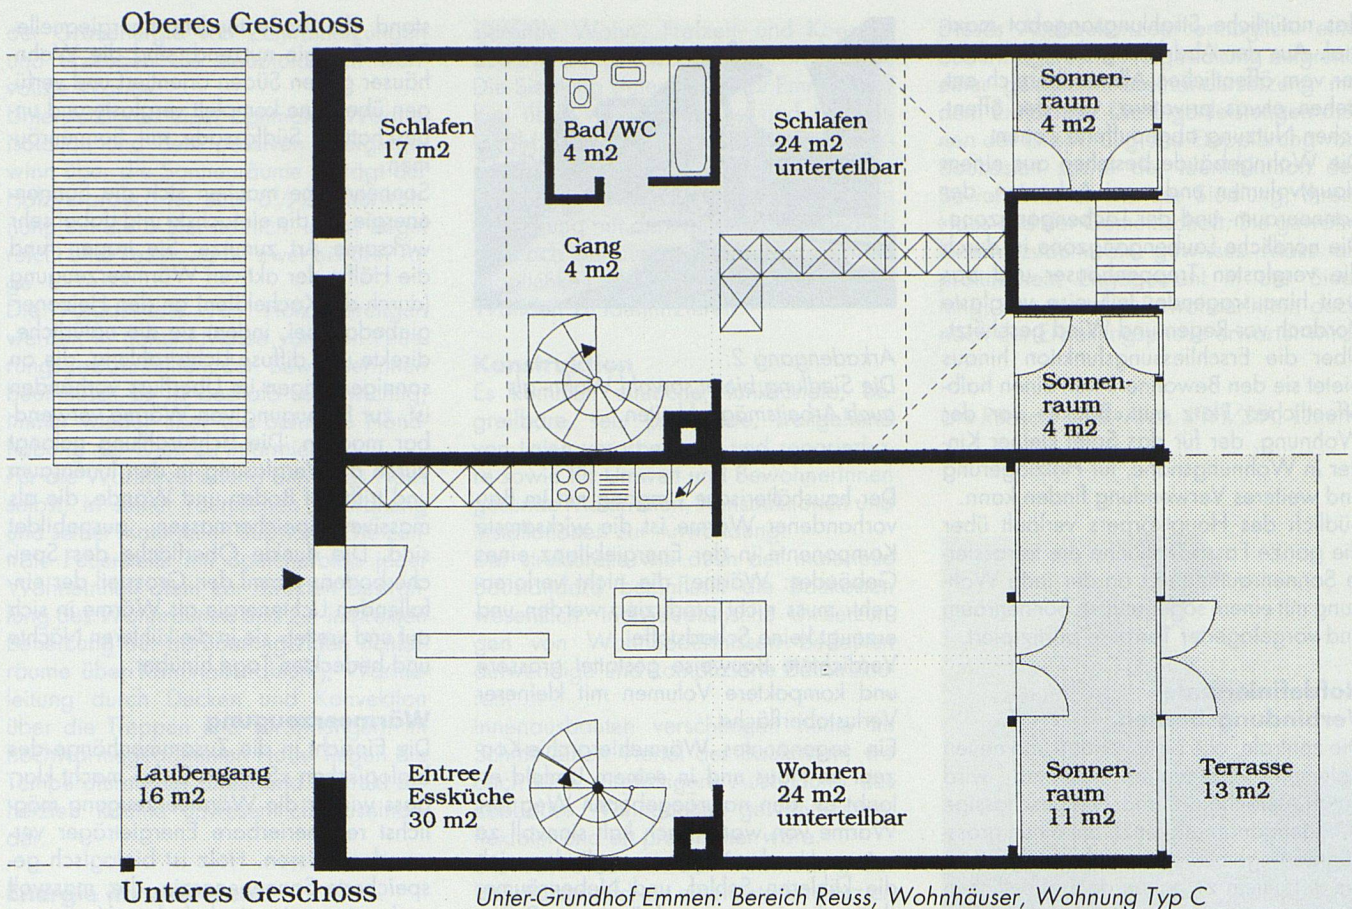 Oberes Geschoss
Schlafen
17 m2
Bad/WC
4 m2
Schlafen
24 m2
unterteilbar
Sonnen-
raum
4 m2
Gang
4 m2
Sonnen-
raum
4 m2
Laubengang
16 m2
Entree/
Essküche
30 m2
Wohnen
24 m2
unterteilbar
Sonnen-
raum
11 m2
Terrasse
13 m2
Unteres Geschoss
Unter-Grundhof Emmen: Bereich Reuss, Wohnhäuser, Wohnung Typ C